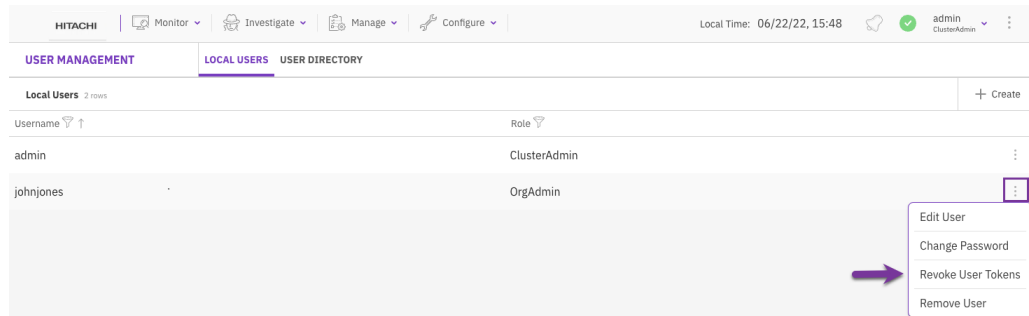 HITACHI Monitor Investigate Manage Configure Local Time: 06/22/22, 15:48 admin
ClusterAdmin
USER MANAGEMENT LOCAL USERS USER DIRECTORY
Local Users 2 rows + Create
Username ↑ Role
admin ClusterAdmin
johnjones OrgAdmin
Edit User
Change Password
Revoke User Tokens
Remove User